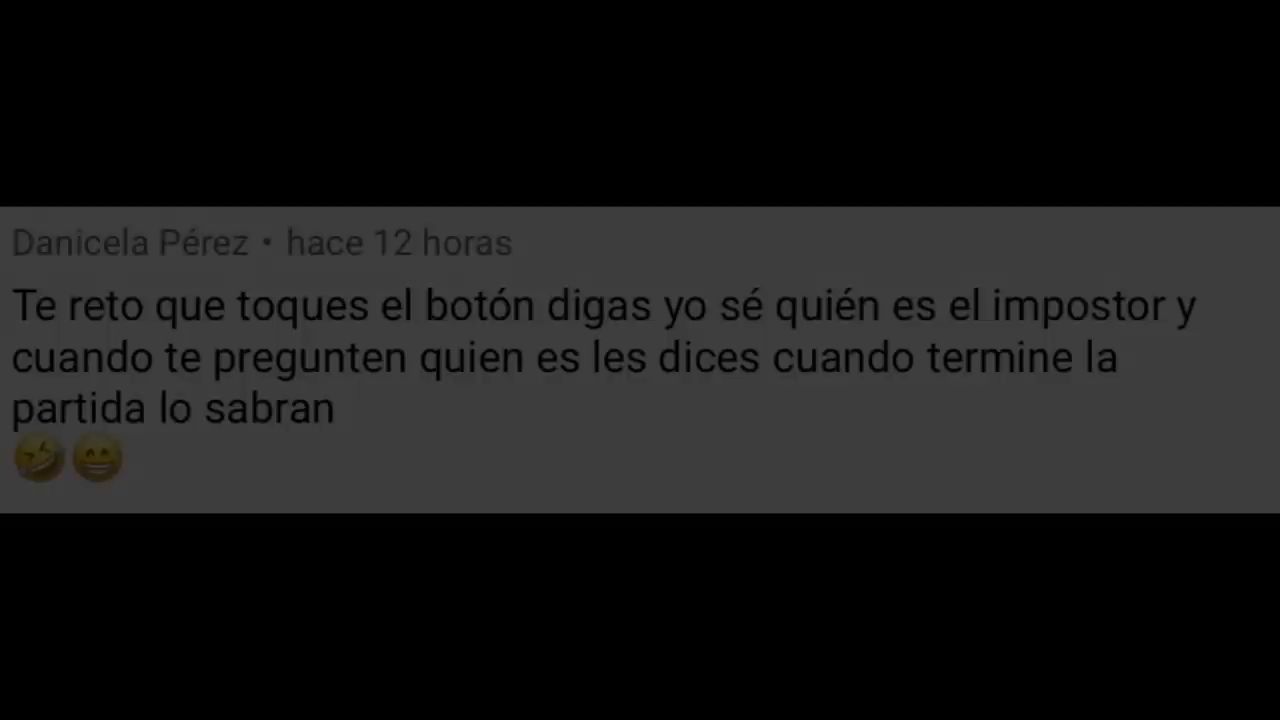 Danicela Pérez • hace 12 horas
Te reto que toques el botón digas yo sé quién es el impostor y
cuando te pregunten quien es les dices cuando termine la
partida lo sabran
🤣😁